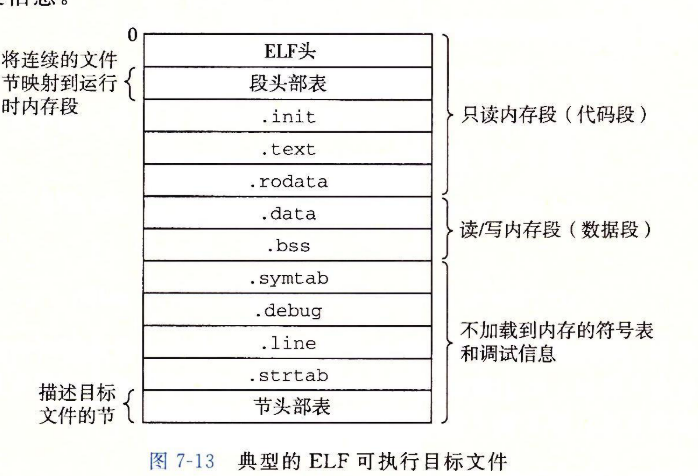 信息。
0
将连续的文件
节映射到运行
时内存段
ELF头
段头部表
.init
.text
.rodata
只读内存段（代码段）
.data
.bss
读/写内存段（数据段）
.symtab
.debug
.line
.strtab
不加载到内存的符号表
和调试信息
描述目标
文件的节
节头部表
图 7-13 典型的 ELF 可执行目标文件